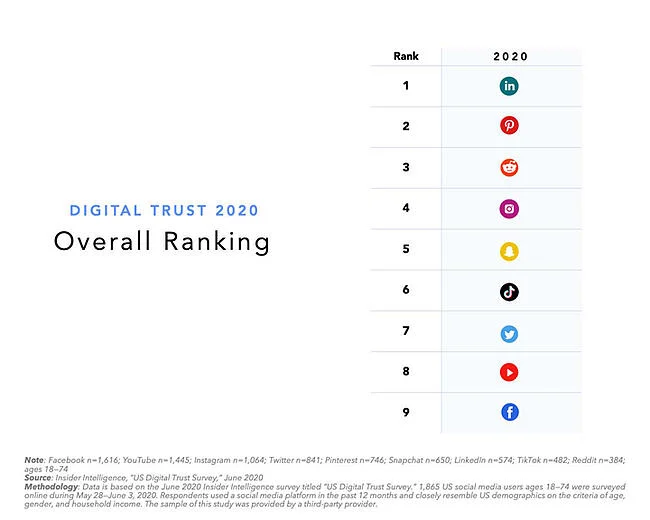 Rank 2020
1
2
3
4
5
6
7
8
9
DIGITAL TRUST 2020
Overall Ranking
Note: Facebook n=1,616; YouTube n=1,445; Instagram n=1,064; Twitter n=841; Pinterest n=746; Snapchat n=650; LinkedIn n=574; TikTok n=482; Reddit n=384;
ages 18–74
Source: Insider Intelligence, "US Digital Trust Survey," June 2020
Methodology: Data is based on the June 2020 Insider Intelligence survey titled "US Digital Trust Survey." 1,865 US social media users ages 18–74 were surveyed
online during May 28–June 3, 2020. Respondents used a social media platform in the past 12 months and closely resemble US demographics on the criteria of age,
gender, and household income. The sample of this study was provided by a third-party provider.